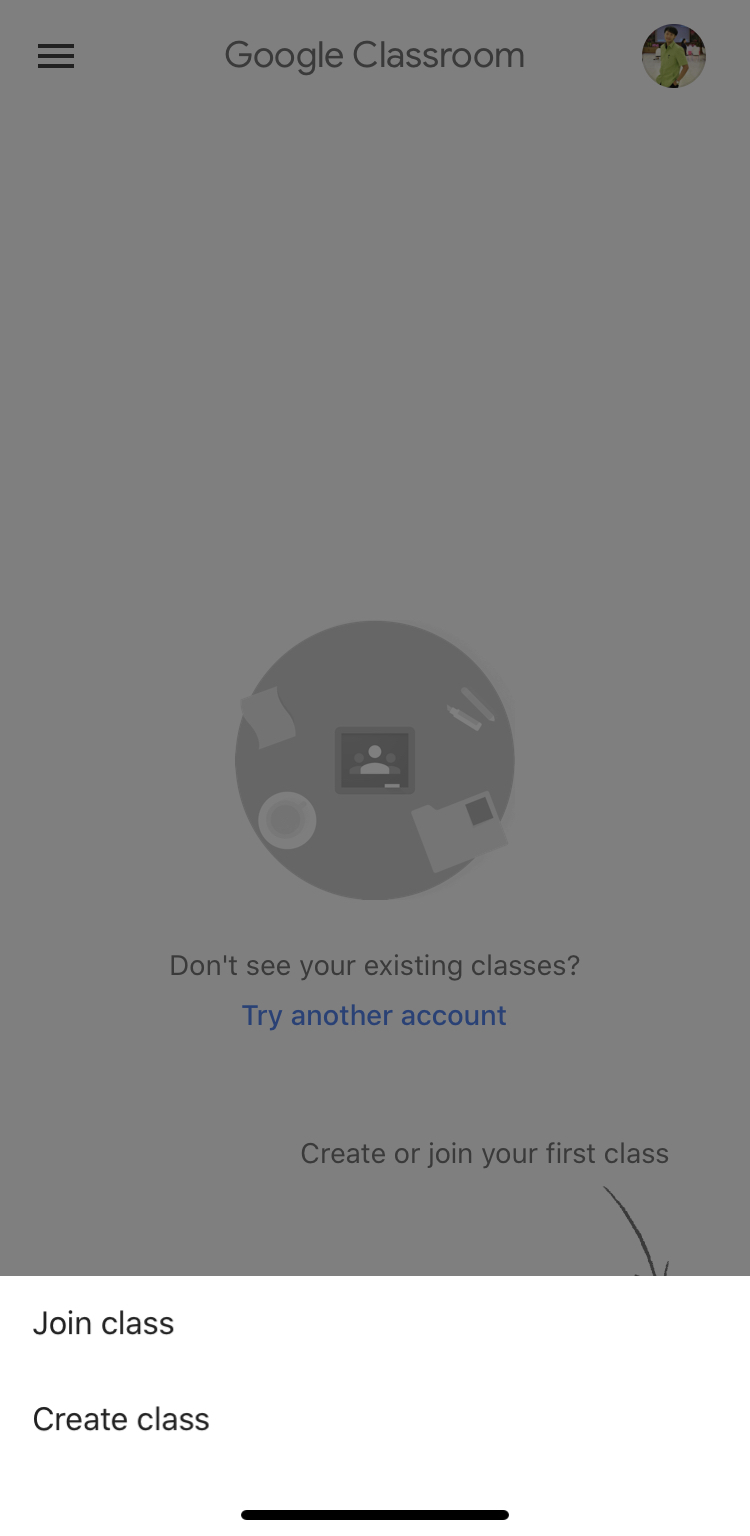 Google Classroom
Don't see your existing classes?
Try another account
Create or join your first class
Join class
Create class